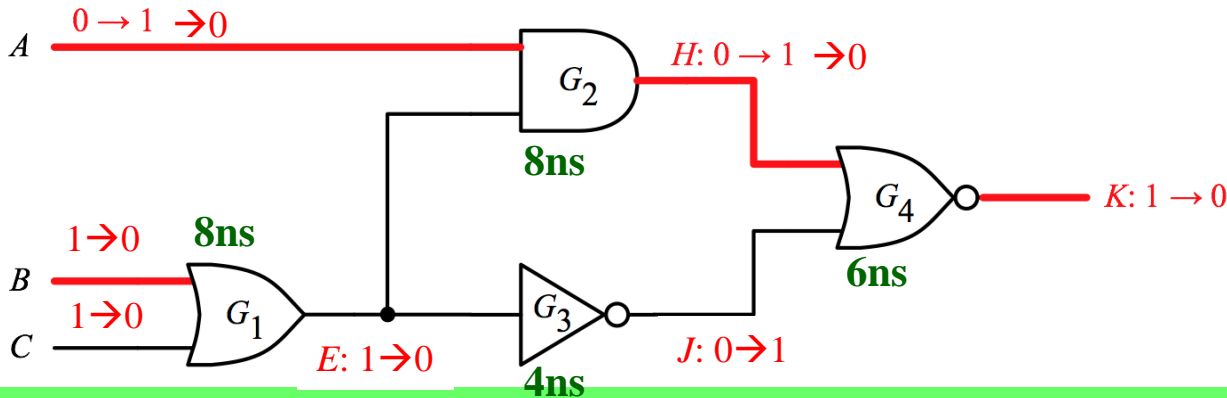 0 → 1 →0
A
H: 0 → 1 →0
G2
8ns
K: 1 → 0
G4
1→0
8ns
B
6ns
1→0
G1
G3
C
E: 1→0
J: 0→1
4ns